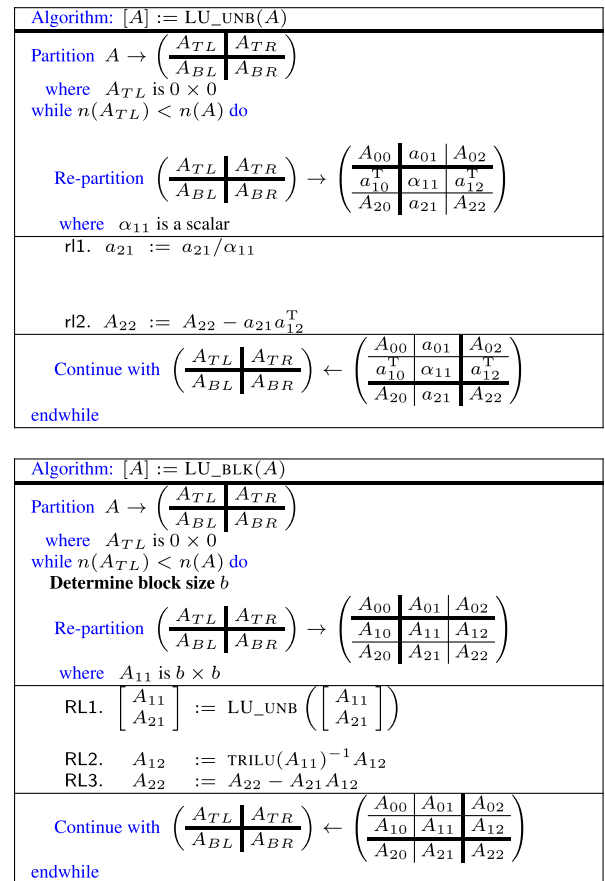 Algorithm: [A] := LU_UNB(A)
Partition A → ( A_TL | A_TR
A_BL | A_BR )
where A_TL is 0 × 0
while n(A_TL) < n(A) do
Re-partition ( A_TL | A_TR
A_BL | A_BR ) → ( A_00 | a_01 | A_02
a_10^T | α_11 | a_12^T
A_20 | a_21 | A_22 )
where α_11 is a scalar
rl1. a_21 := a_21/α_11
rl2. A_22 := A_22 − a_21 a_12^T
Continue with ( A_TL | A_TR
A_BL | A_BR ) ← ( A_00 | a_01 | A_02
a_10^T | α_11 | a_12^T
A_20 | a_21 | A_22 )
endwhile
Algorithm: [A] := LU_BLK(A)
Partition A → ( A_TL | A_TR
A_BL | A_BR )
where A_TL is 0 × 0
while n(A_TL) < n(A) do
Determine block size b
Re-partition ( A_TL | A_TR
A_BL | A_BR ) → ( A_00 | A_01 | A_02
A_10 | A_11 | A_12
A_20 | A_21 | A_22 )
where A_11 is b × b
RL1. [ A_11
A_21 ] := LU_UNB ( [ A_11
A_21 ] )
RL2. A_12 := TRILU(A_11)^−1 A_12
RL3. A_22 := A_22 − A_21 A_12
Continue with ( A_TL | A_TR
A_BL | A_BR ) ← ( A_00 | A_01 | A_02
A_10 | A_11 | A_12
A_20 | A_21 | A_22 )
endwhile